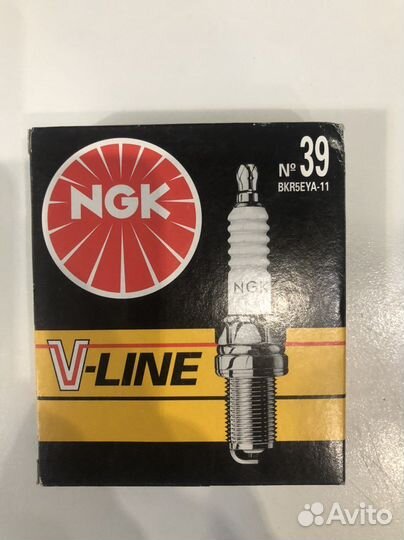 NGK
Nº 39
BKR5EYA-11
NGK
V-LINE
Avito